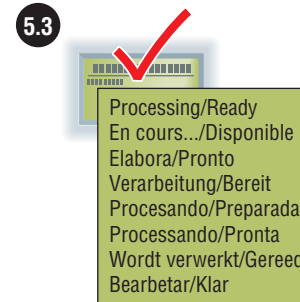 5.3
Processing/Ready
En cours.../Disponible
Elabora/Pronto
Verarbeitung/Bereit
Procesando/Preparada
Processando/Pronta
Wordt verwerkt/Gereed
Bearbetar/Klar